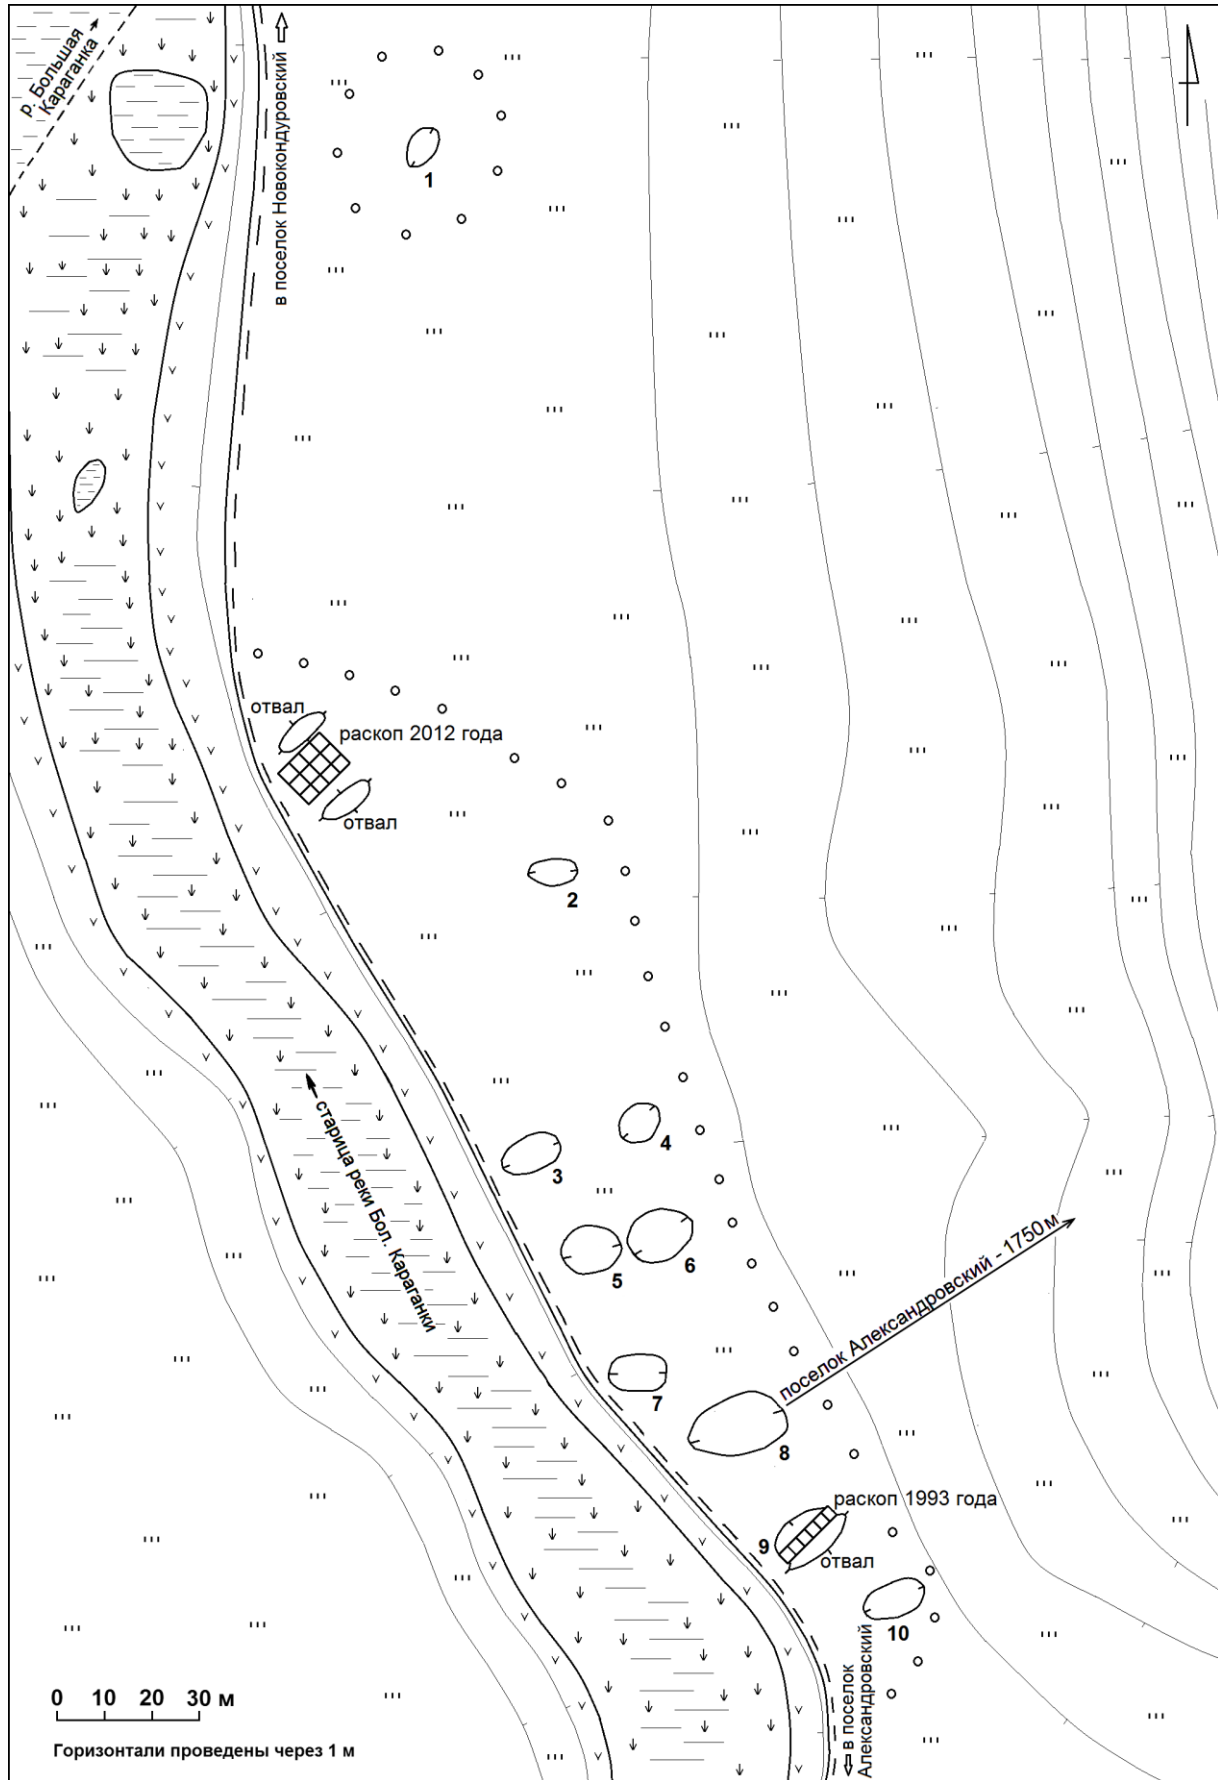 р. Большая
Караганка
в поселок Новокондуровский
1
отвал
раскоп 2012 года
отвал
2
4
3
старица реки Бол. Караганки
5
6
поселок Александровский - 1750 м
7
8
раскоп 1993 года
9
отвал
10
в поселок
Александровский
0 10 20 30 м
Горизонтали проведены через 1 м